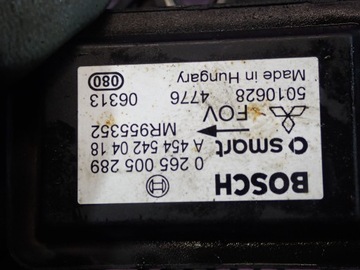 BOSCH
0 265 005 289
smart A 454 542 04 18
MR955352
FOV
5010628 4776 06313
Made in Hungary 080